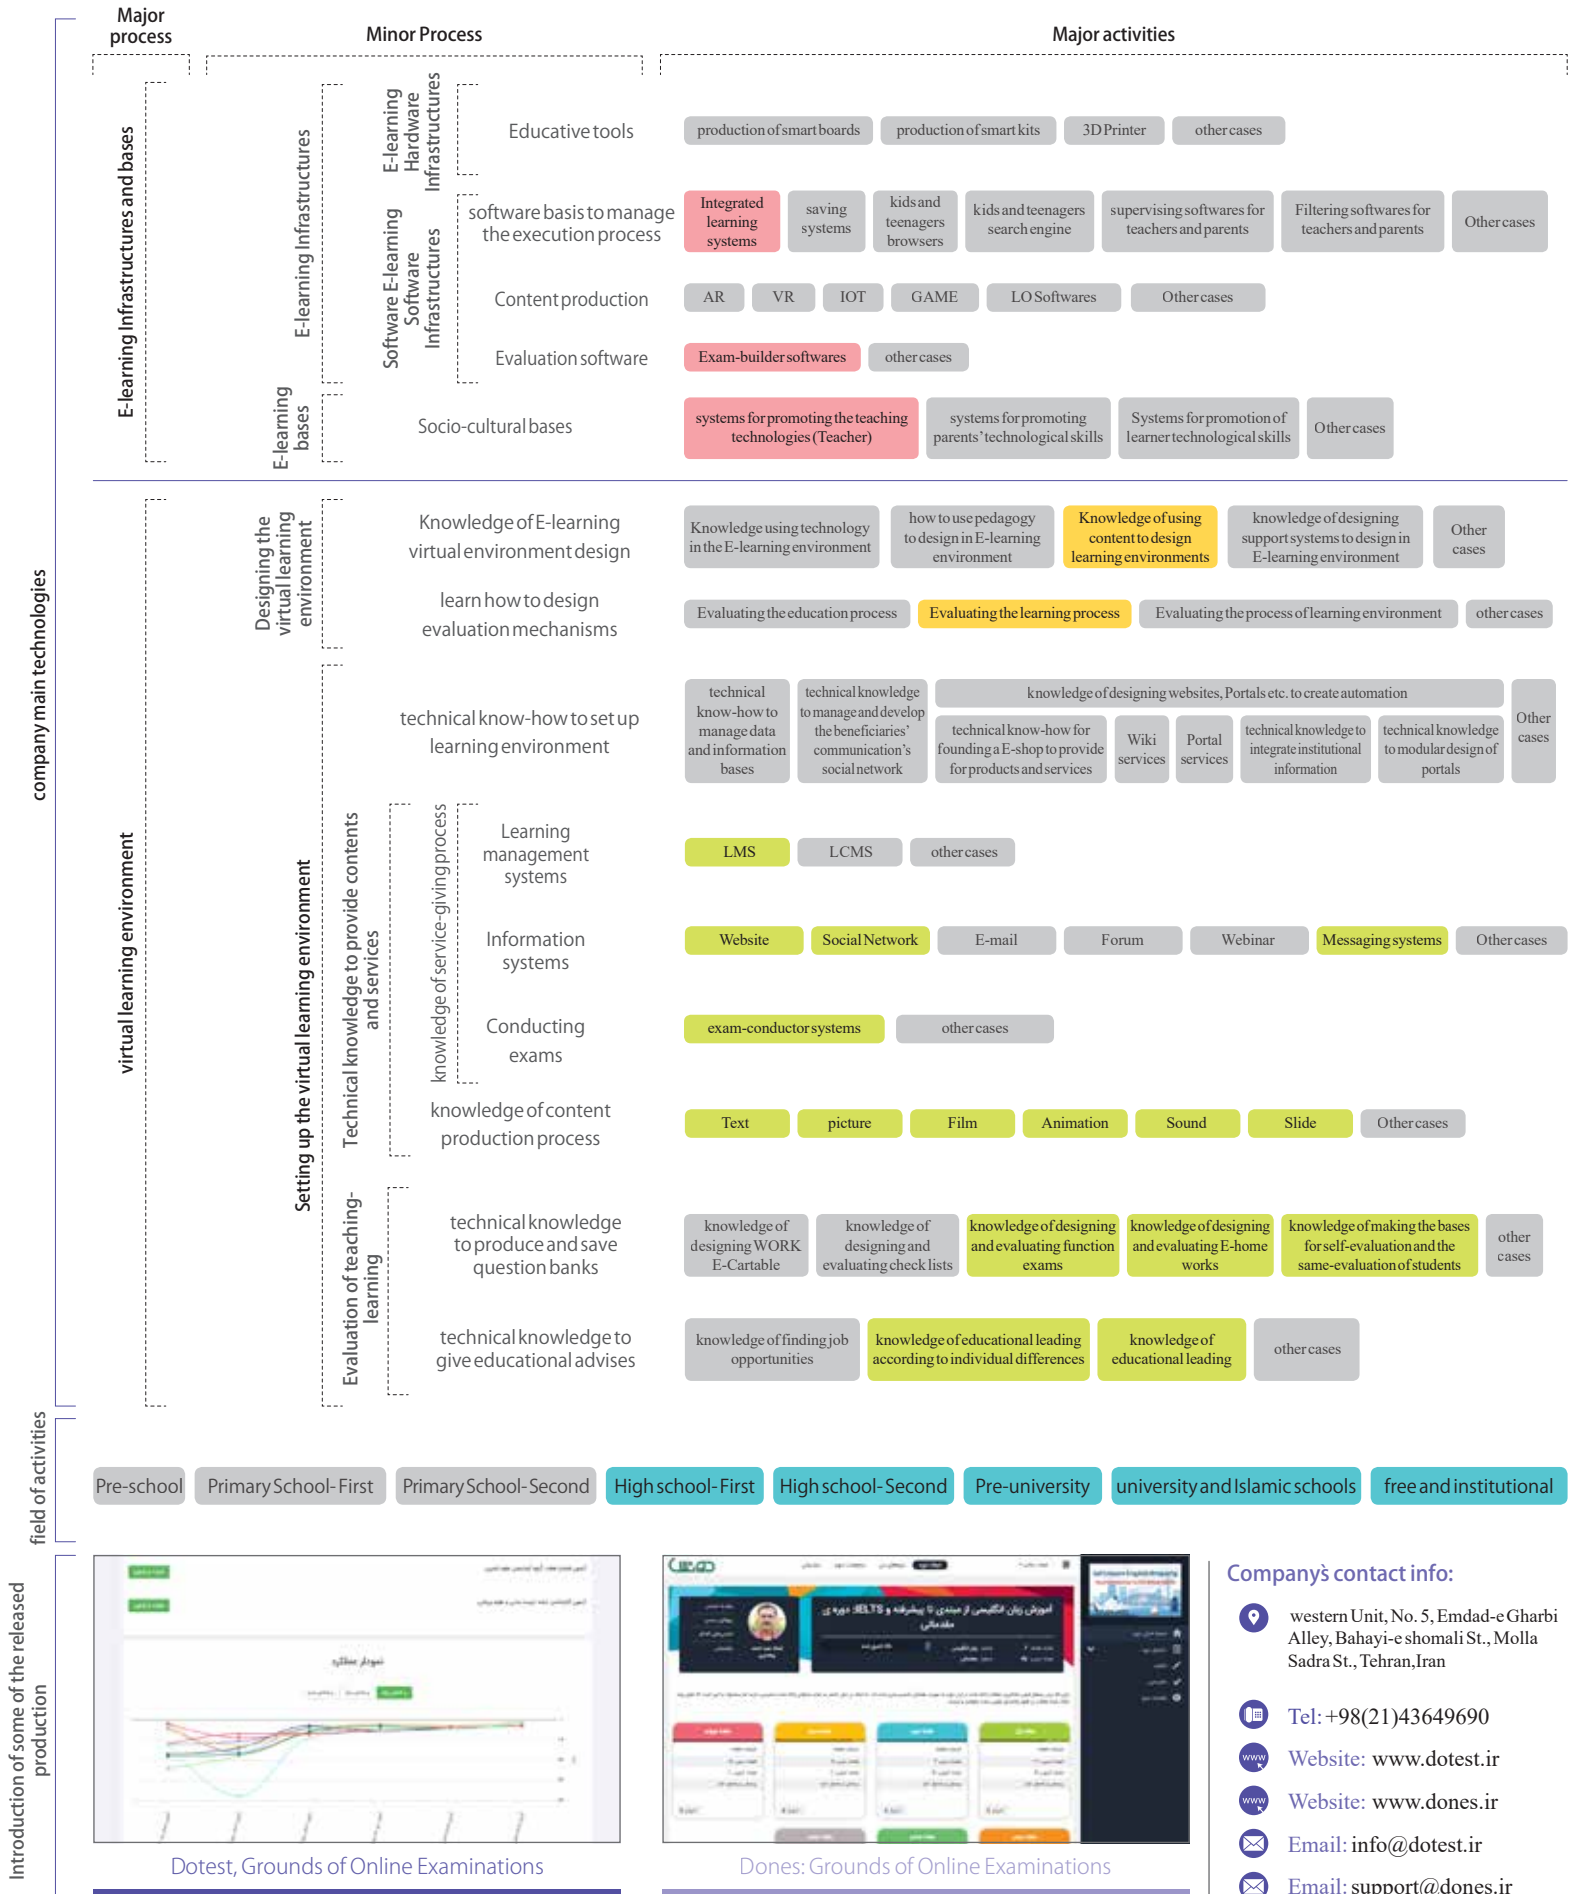 Major
process
Minor Process
Major activities
company main technologies
E-learning Infrastructures and bases
E-learning Infrastructures
E-learning
Hardware
Infrastructures
Educative tools
production of smart boards
production of smart kits
3D Printer
other cases
Software E-learning
Software
Infrastructures
software basis to manage
the execution process
Integrated
learning
systems
saving
systems
kids and
teenagers
browsers
kids and teenagers
search engine
supervising softwares for
teachers and parents
Filtering softwares for
teachers and parents
Other cases
Content production
AR
VR
IOT
GAME
LO Softwares
Other cases
Evaluation software
Exam-builder softwares
other cases
E-learning
bases
Socio-cultural bases
systems for promoting the teaching
technologies (Teacher)
systems for promoting
parents' technological skills
Systems for promotion of
learner technological skills
Other cases
virtual learning environment
Designing the
virtual learning
environment
Knowledge of E-learning
virtual environment design
Knowledge using technology
in the E-learning environment
how to use pedagogy
to design in E-learning
environment
Knowledge of using
content to design
learning environments
knowledge of designing
support systems to design in
E-learning environment
Other
cases
learn how to design
evaluation mechanisms
Evaluating the education process
Evaluating the learning process
Evaluating the process of learning environment
other cases
Setting up the virtual learning environment
technical know-how to set up
learning environment
technical
know-how to
manage data
and information
bases
technical knowledge
to manage and develop
the beneficiaries'
communication's
social network
knowledge of designing websites, Portals etc. to create automation
technical know-how for
founding a E-shop to provide
for products and services
Wiki
services
Portal
services
technical knowledge to
integrate institutional
information
technical knowledge
to modular design of
portals
Other
cases
Technical knowledge to provide contents
and services
knowledge of service-giving process
Learning
management
systems
LMS
LCMS
other cases
Information
systems
Website
Social Network
E-mail
Forum
Webinar
Messaging systems
Other cases
Conducting
exams
exam-conductor systems
other cases
knowledge of content
production process
Text
picture
Film
Animation
Sound
Slide
Other cases
Evaluation of teaching-
learning
technical knowledge
to produce and save
question banks
knowledge of
designing WORK
E-Cartable
knowledge of
designing and
evaluating check lists
knowledge of designing
and evaluating function
exams
knowledge of designing
and evaluating E-home
works
knowledge of making the bases
for self-evaluation and the
same-evaluation of students
other
cases
technical knowledge to
give educational advises
knowledge of finding job
opportunities
knowledge of educational leading
according to individual differences
knowledge of
educational leading
other cases
field of activities
Pre-school
Primary School- First
Primary School- Second
High school- First
High school- Second
Pre-university
university and Islamic schools
free and institutional
Introduction of some of the released
production
نمودار عملکرد
Dotest, Grounds of Online Examinations
آموزش زبان انگلیسی از مبتدی تا پیشرفته و IELTS: دوره ی
مقدماتی
Dones: Grounds of Online Examinations
Company's contact info:
western Unit, No. 5, Emdad-e Gharbi
Alley, Bahayi-e shomali St., Molla
Sadra St., Tehran,Iran
Tel: +98(21)43649690
www
Website: www.dotest.ir
www
Website: www.dones.ir
Email: info@dotest.ir
Email: support@dones.ir